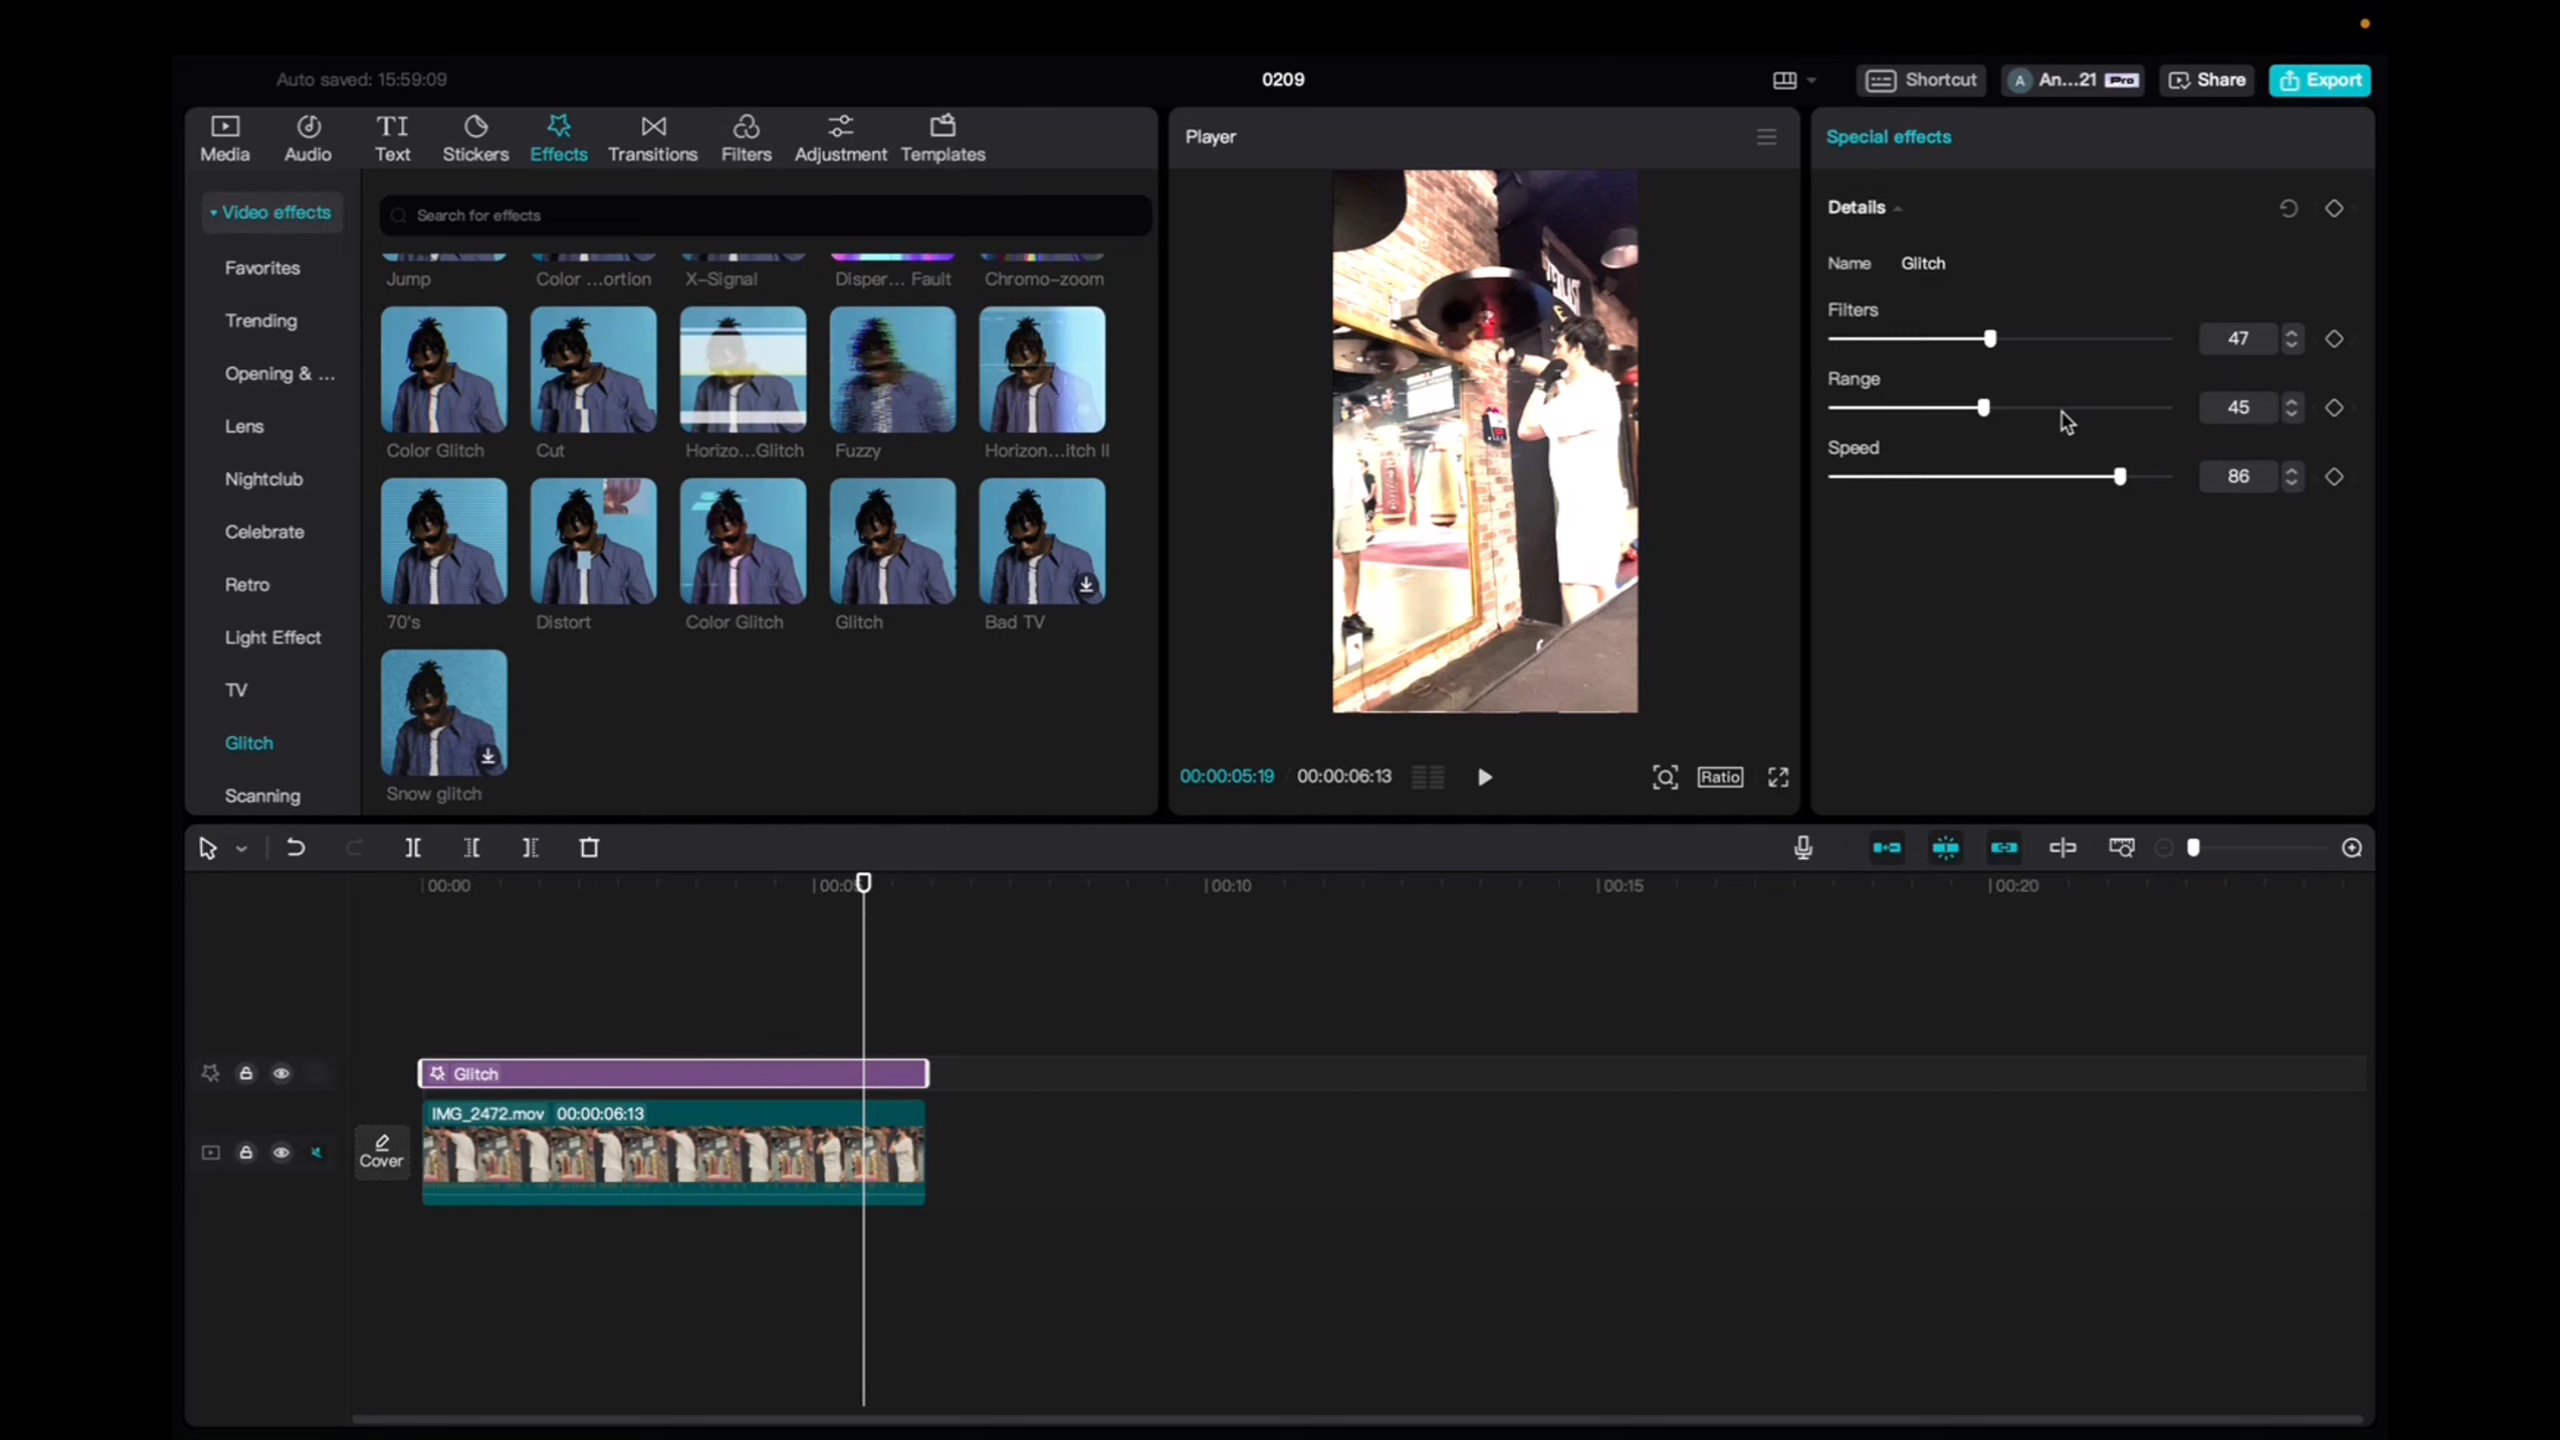 Auto saved: 15:59:09
0209
Shortcut
A An...21 Pro
Share
Export
Media
Audio
TI
Text
Stickers
Effects
Transitions
Filters
Adjustment
Templates
Video effects
Favorites
Trending
Opening & ...
Lens
Nightclub
Celebrate
Retro
Light Effect
TV
Glitch
Scanning
Search for effects
Jump
Color ...ortion
X-Signal
Disper... Fault
Chromo-zoom
Color Glitch
Cut
Horizo...Glitch
Fuzzy
Horizon...itch II
70's
Distort
Color Glitch
Glitch
Bad TV
Snow glitch
Player
00:00:05:19
00:00:06:13
Ratio
Special effects
Details
Name Glitch
Filters
47
Range
45
Speed
86
00:00
00:05
00:10
00:15
00:20
Glitch
IMG_2472.mov 00:00:06:13
Cover